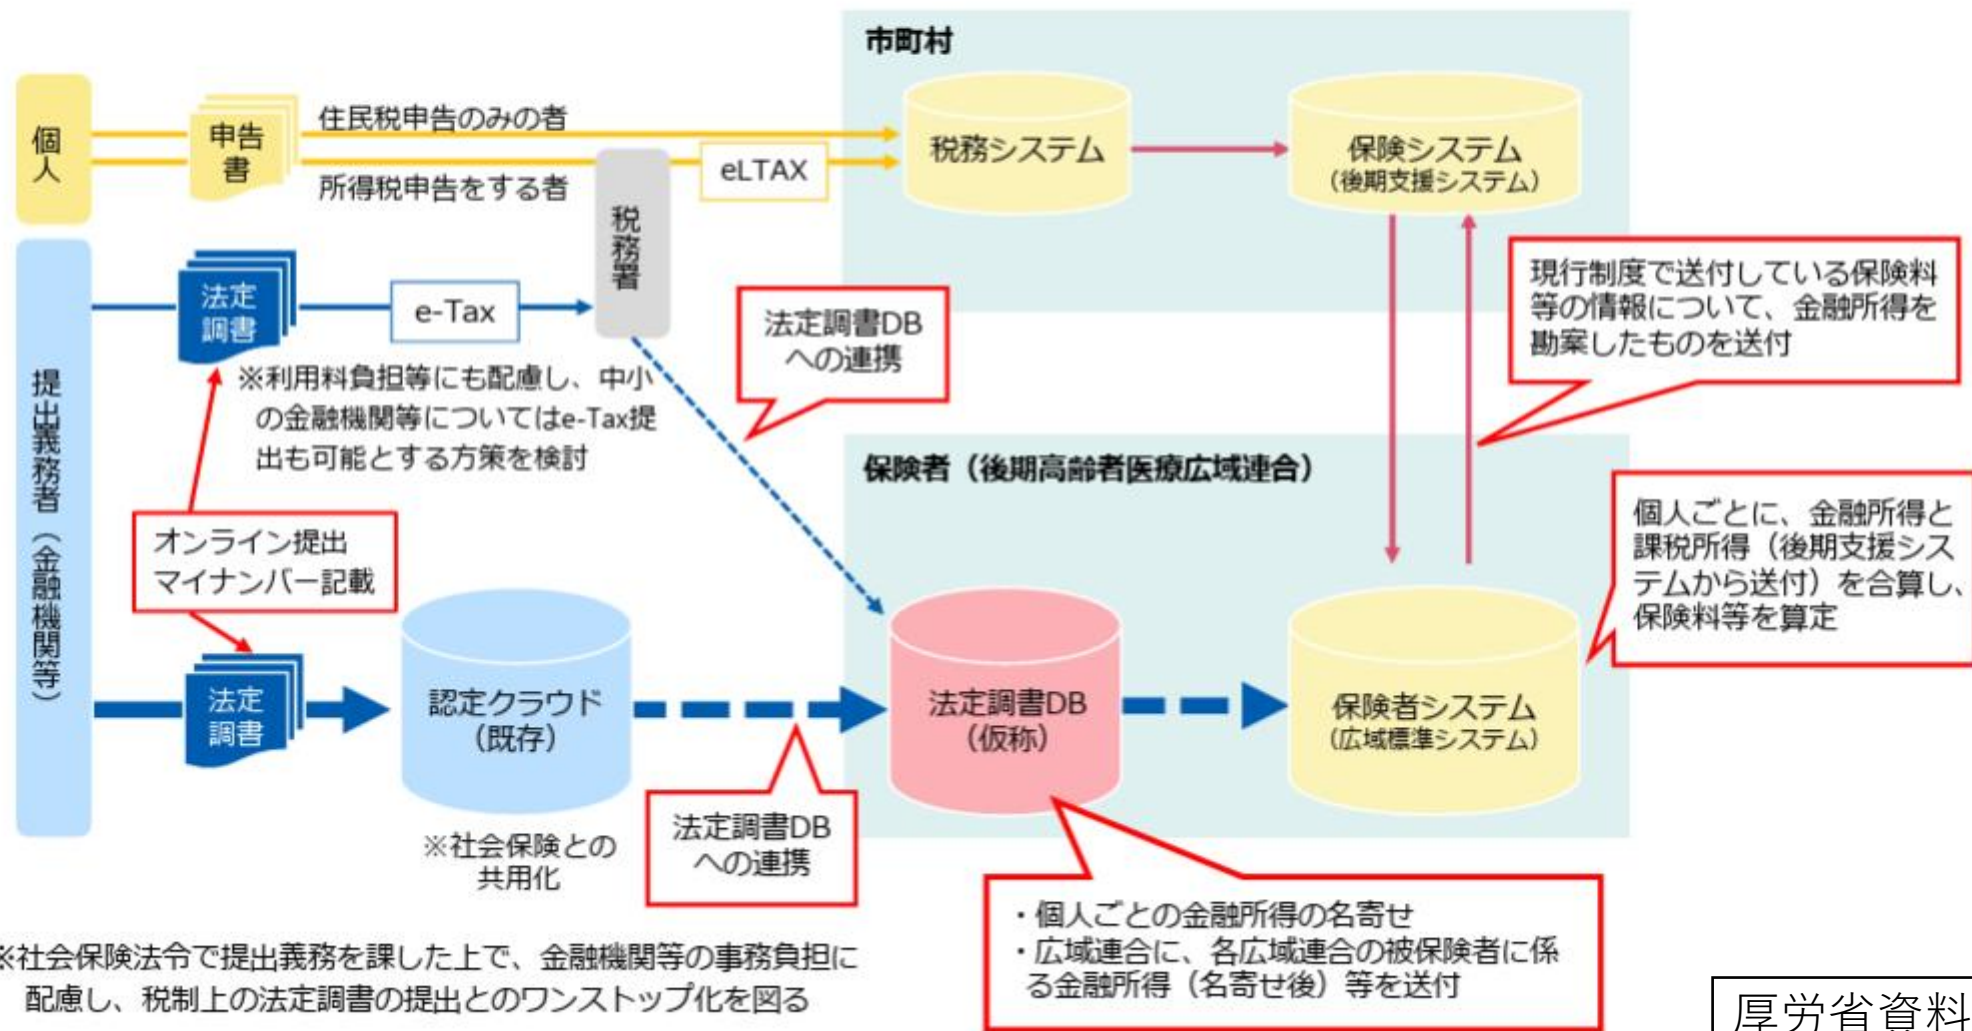 市町村
個人
申告
書
住民税申告のみの者
所得税申告をする者
eLTAX
税務システム
保険システム
（後期支援システム）
税務署
提出義務者（金融機関等）
法定
調書
e-Tax
※利用料負担等にも配慮し、中小
の金融機関等についてはe-Tax提
出も可能とする方策を検討
法定調書DB
への連携
現行制度で送付している保険料
等の情報について、金融所得を
勘案したものを送付
保険者（後期高齢者医療広域連合）
オンライン提出
マイナンバー記載
個人ごとに、金融所得と
課税所得（後期支援シス
テムから送付）を合算し、
保険料等を算定
法定
調書
認定クラウド
（既存）
法定調書DB
（仮称）
保険者システム
（広域標準システム）
※社会保険との
共用化
法定調書DB
への連携
・個人ごとの金融所得の名寄せ
・広域連合に、各広域連合の被保険者に係
る金融所得（名寄せ後）等を送付
※社会保険法令で提出義務を課した上で、金融機関等の事務負担に
配慮し、税制上の法定調書の提出とのワンストップ化を図る
厚労省資料